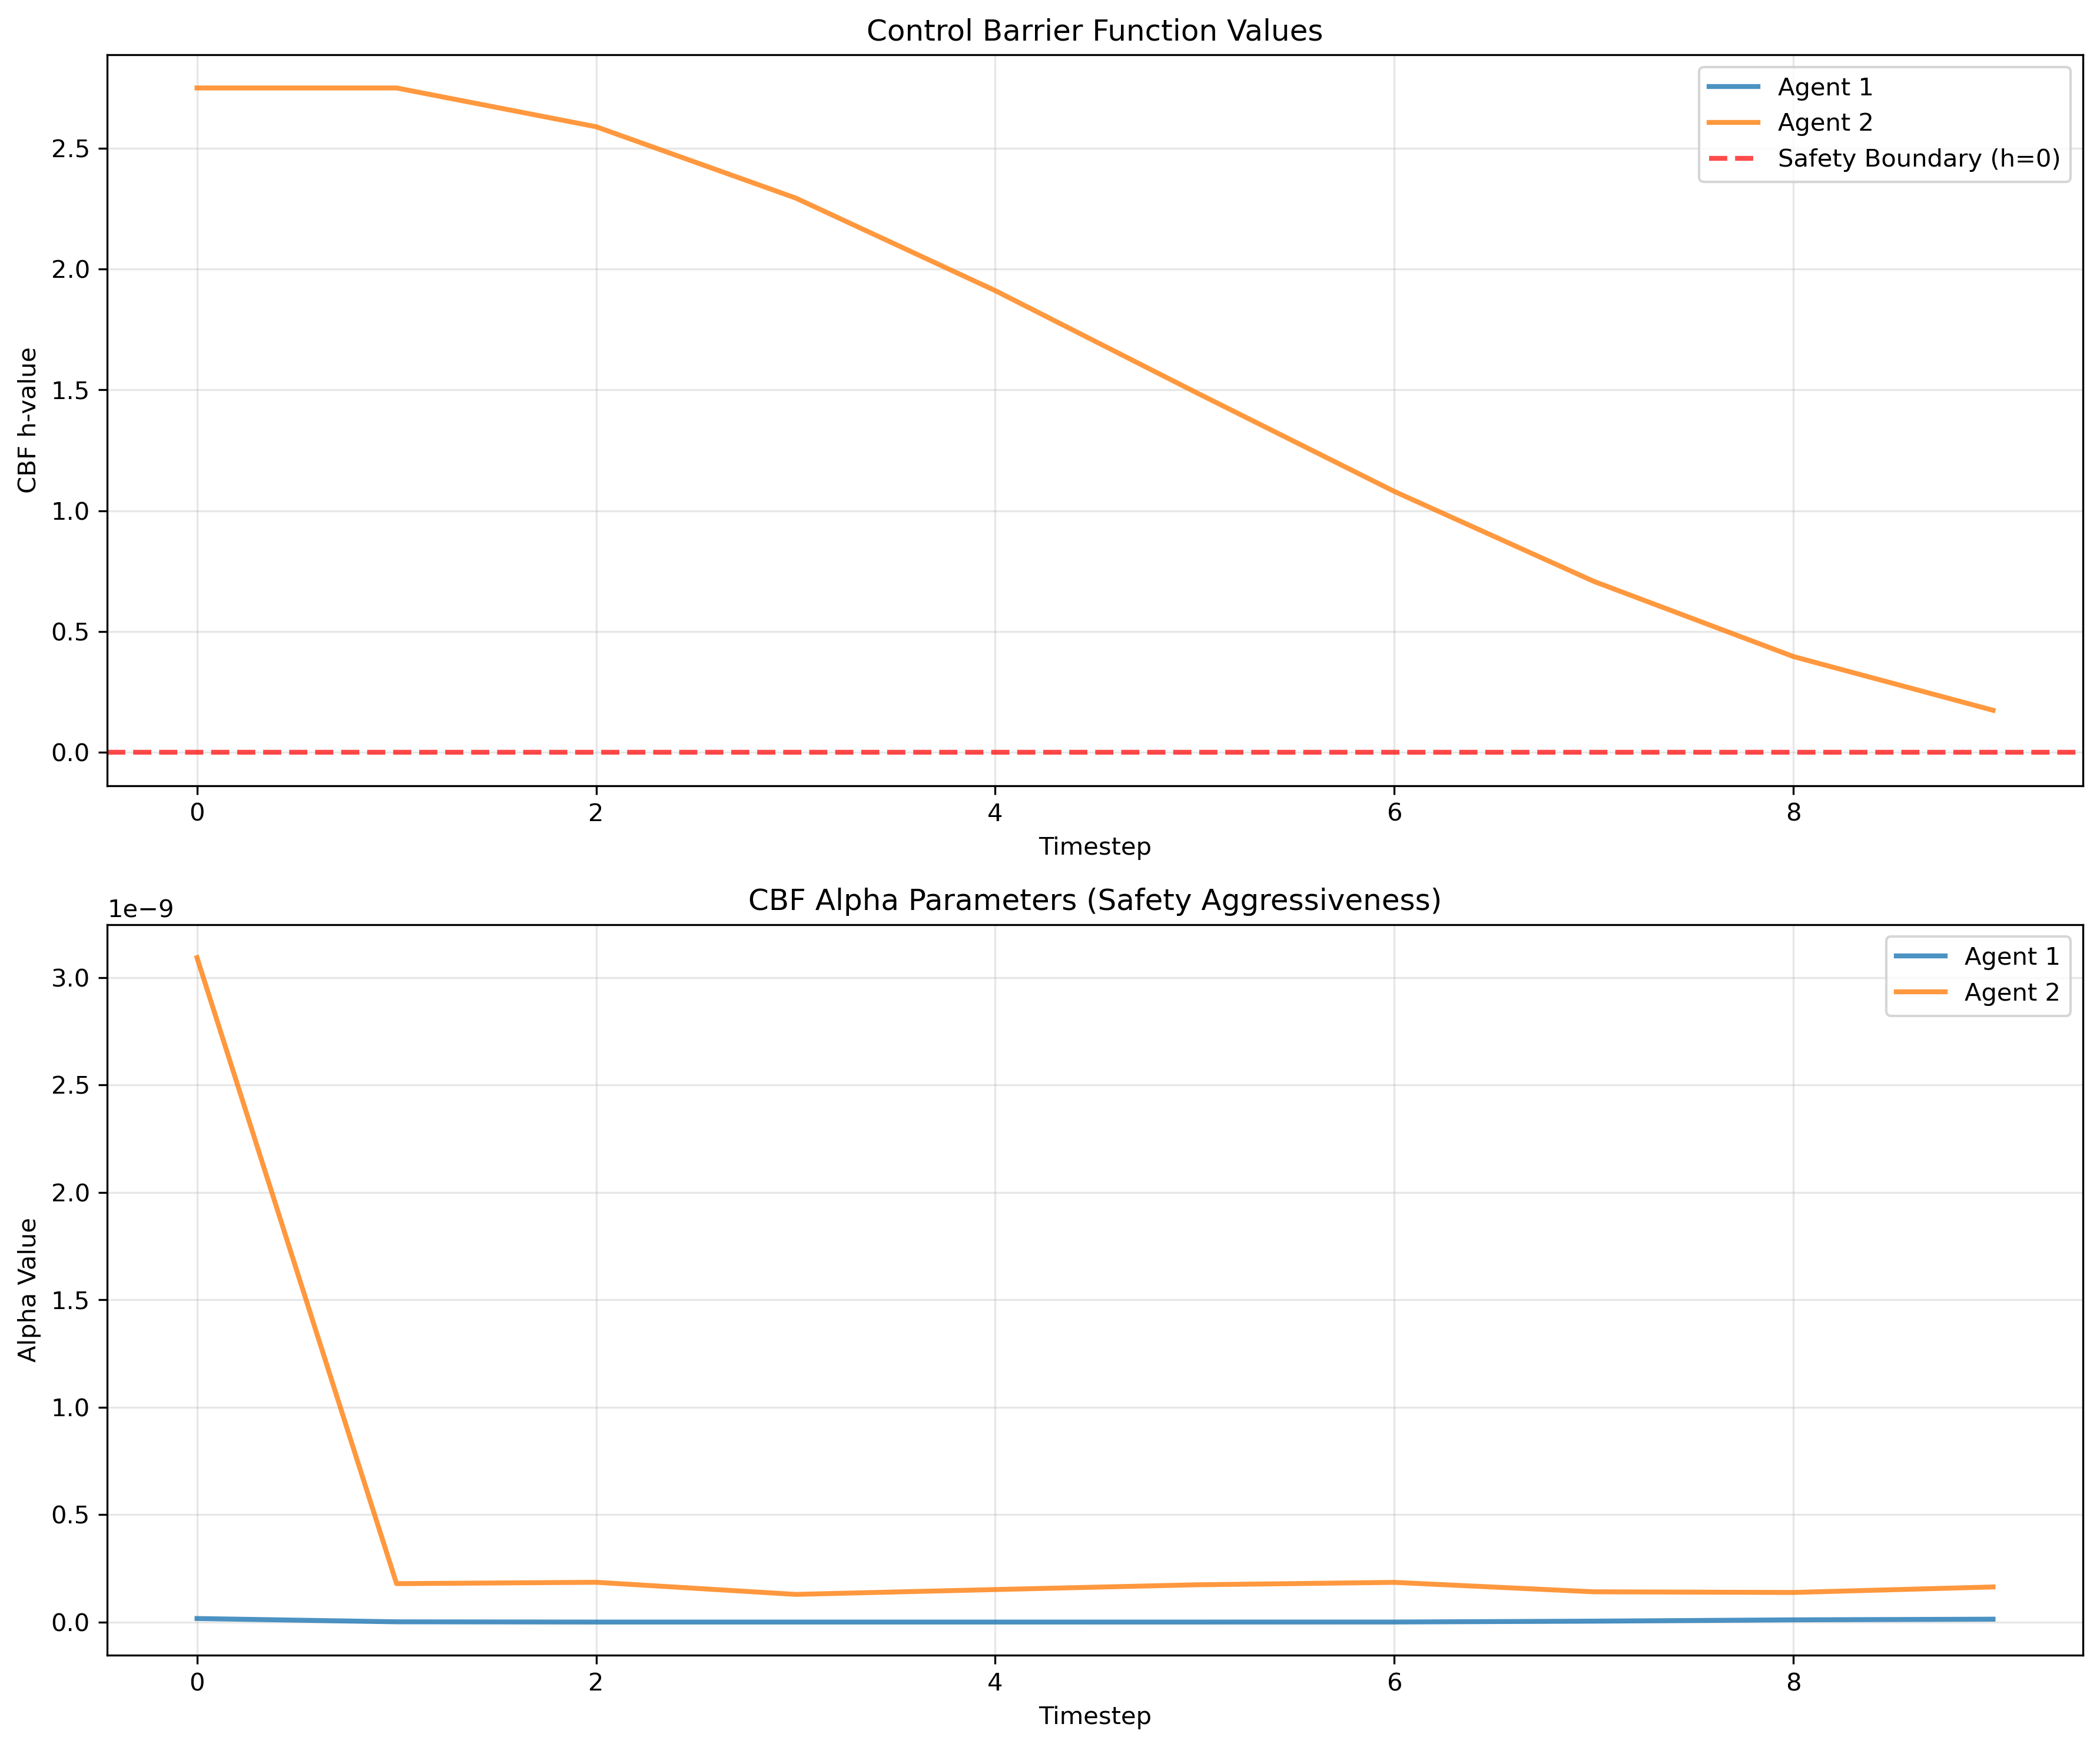 Control Barrier Function Values
Agent 1
Agent 2
Safety Boundary (h=0)
CBF h-value
2.5
2.0
1.5
1.0
0.5
0.0
0 2 4 6 8
Timestep
CBF Alpha Parameters (Safety Aggressiveness)
1e−9
Agent 1
Agent 2
Alpha Value
3.0
2.5
2.0
1.5
1.0
0.5
0.0
0 2 4 6 8
Timestep